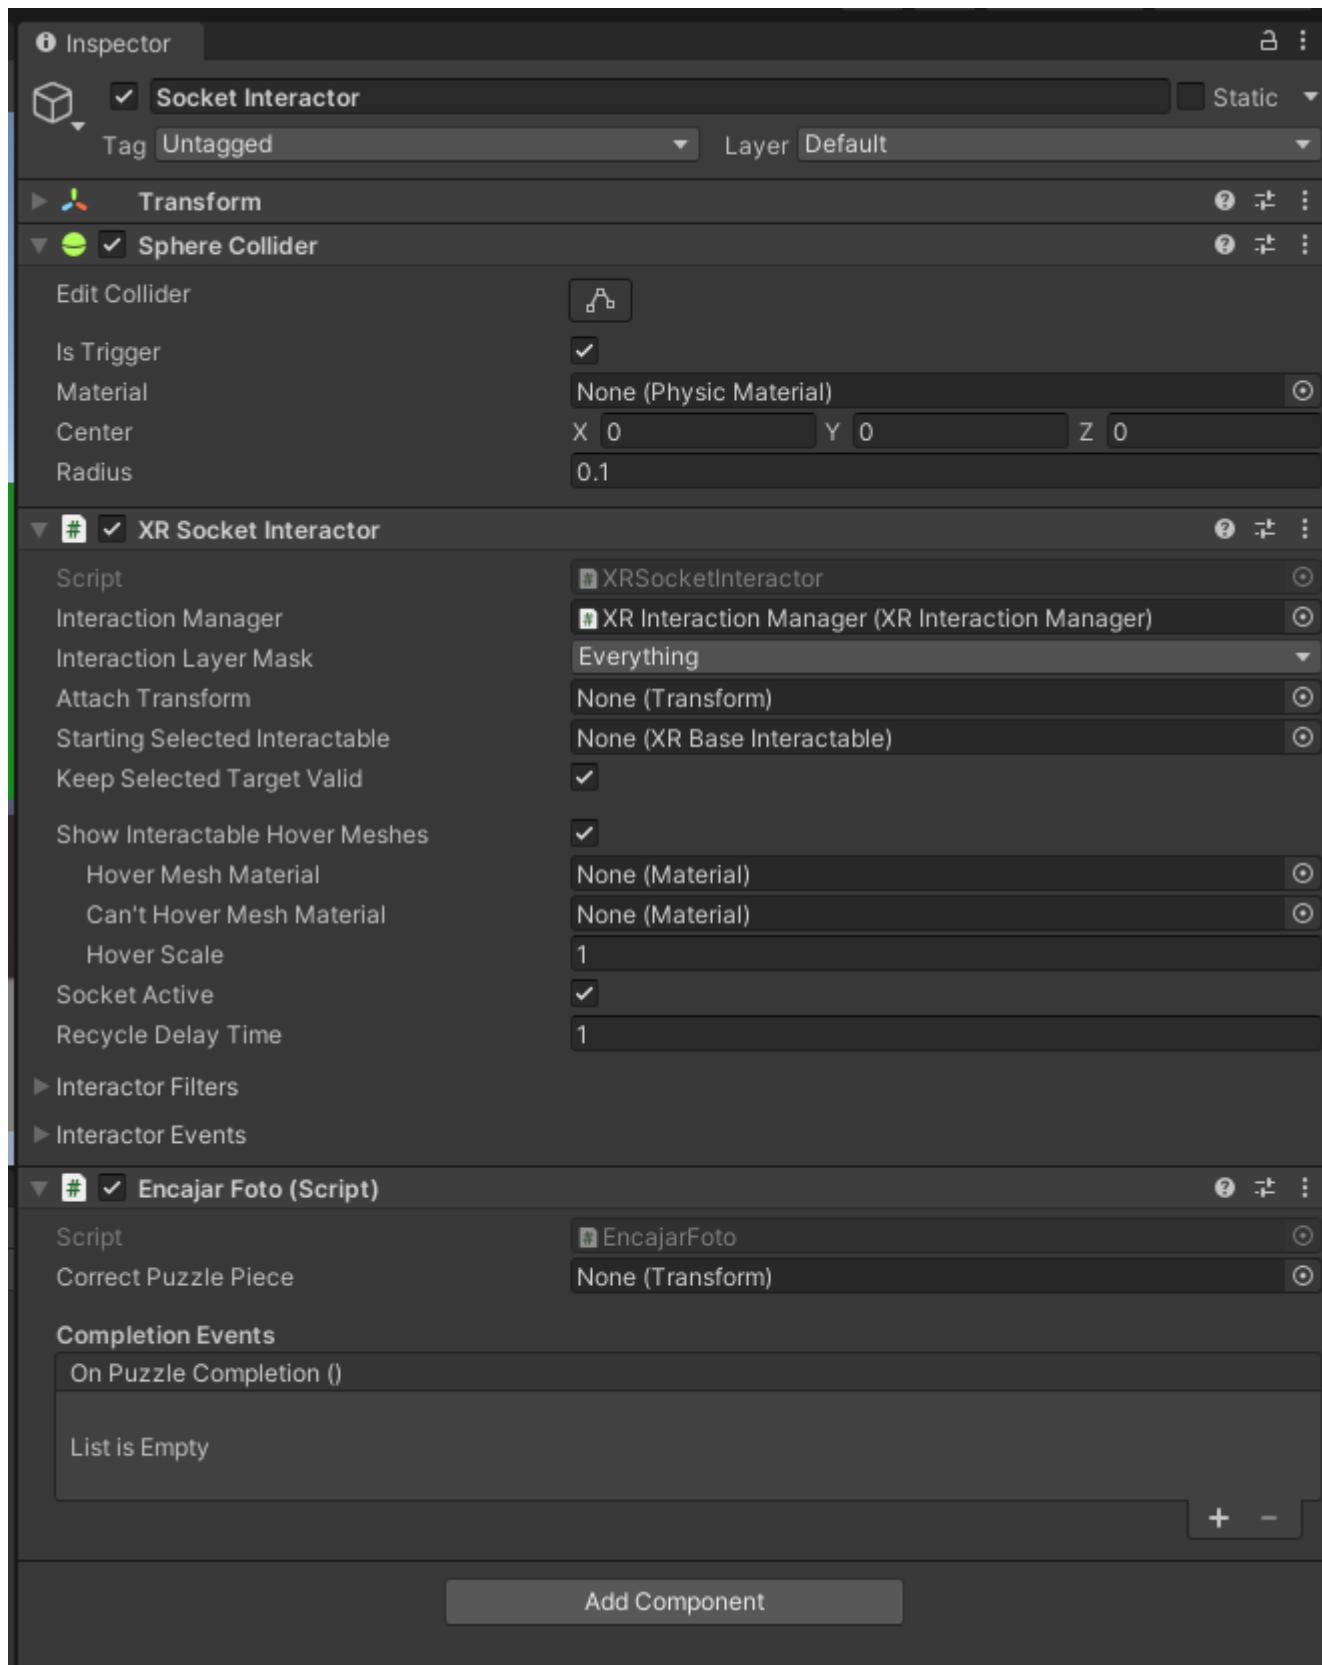 Inspector
Socket Interactor
Static
Tag Untagged Layer Default
Transform
Sphere Collider
Edit Collider
Is Trigger
Material None (Physic Material)
Center X 0 Y 0 Z 0
Radius 0.1
# XR Socket Interactor
Script # XRSocketInteractor
Interaction Manager # XR Interaction Manager (XR Interaction Manager)
Interaction Layer Mask Everything
Attach Transform None (Transform)
Starting Selected Interactable None (XR Base Interactable)
Keep Selected Target Valid
Show Interactable Hover Meshes
Hover Mesh Material None (Material)
Can't Hover Mesh Material None (Material)
Hover Scale 1
Socket Active
Recycle Delay Time 1
Interactor Filters
Interactor Events
# Encajar Foto (Script)
Script # EncajarFoto
Correct Puzzle Piece None (Transform)
Completion Events
On Puzzle Completion ()
List is Empty
+ -
Add Component